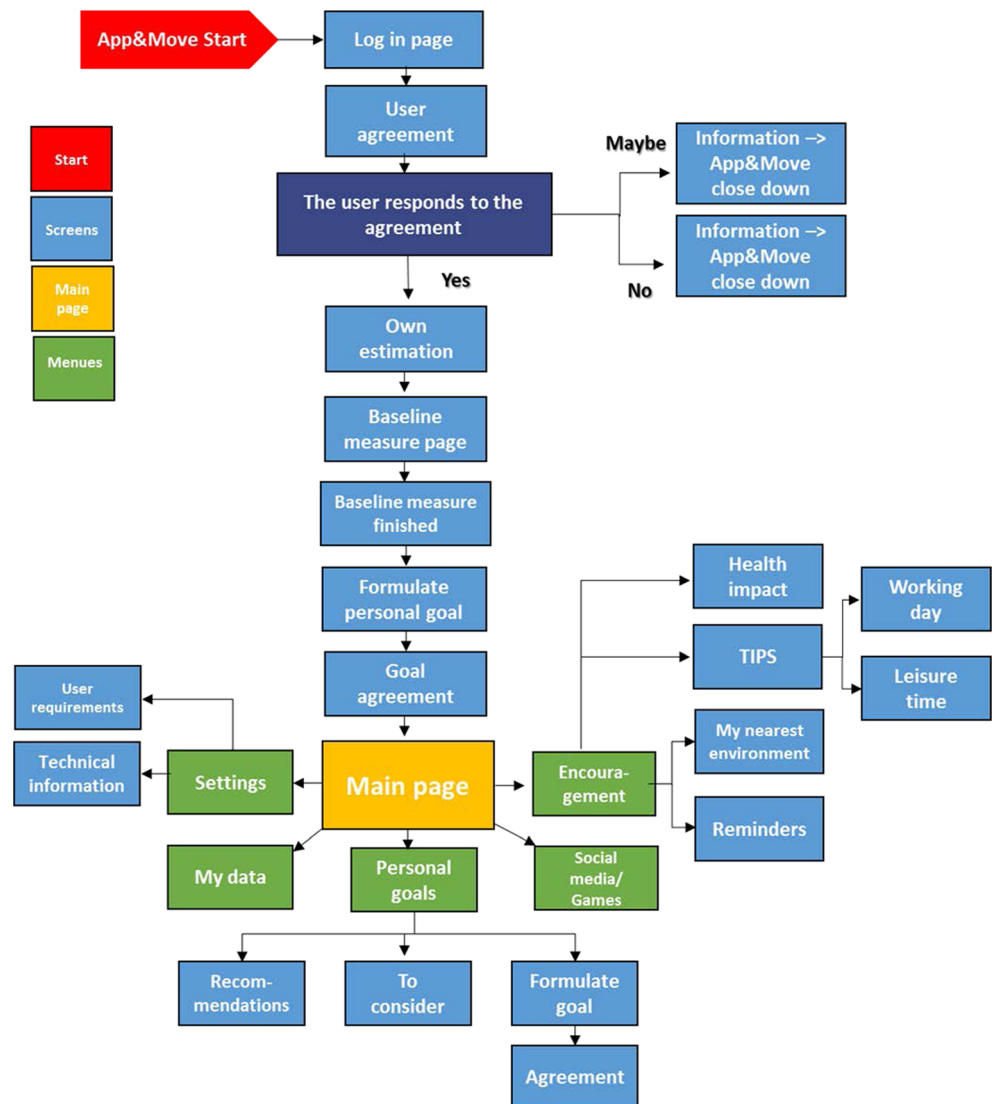 App&Move Start
Log in page
User
agreement
Start
Screens
Main
page
Menues
The user responds to the
agreement
Maybe
Information –>
App&Move
close down
No
Information –>
App&Move
close down
Yes
Own
estimation
Baseline
measure page
Baseline measure
finished
Formulate
personal goal
Goal
agreement
Health
impact
TIPS
Working
day
Leisure
time
My nearest
environment
Reminders
User
requirements
Technical
information
Settings
Main page
Encoura-
gement
My data
Personal
goals
Social
media/
Games
Recom-
mendations
To
consider
Formulate
goal
Agreement